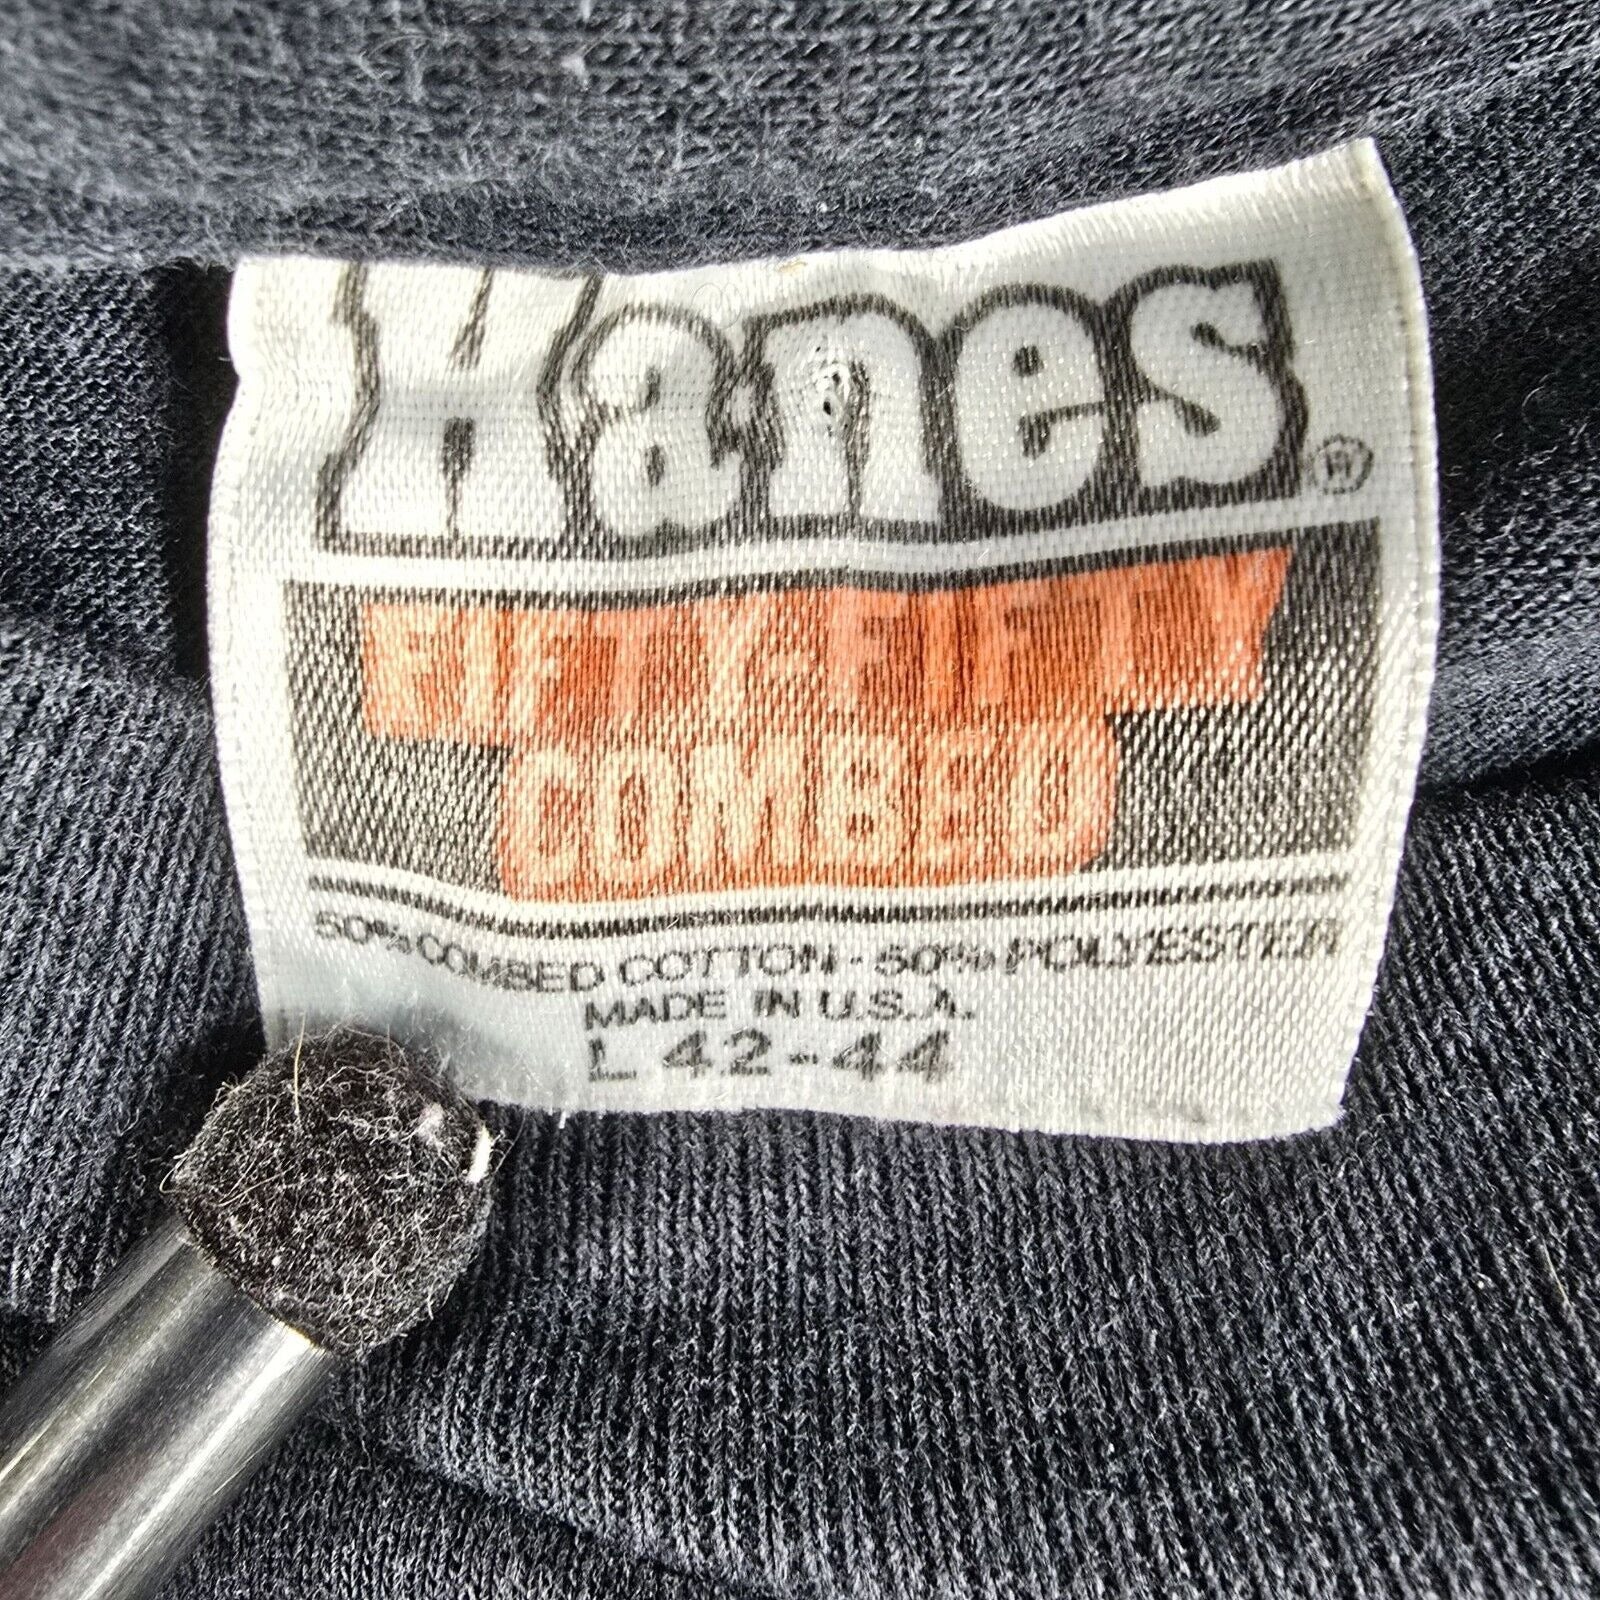 Hanes®
FIFTY-FIFTY
COMBED
50% COMBED COTTON · 50% POLYESTER
MADE IN U.S.A.
L 42-44